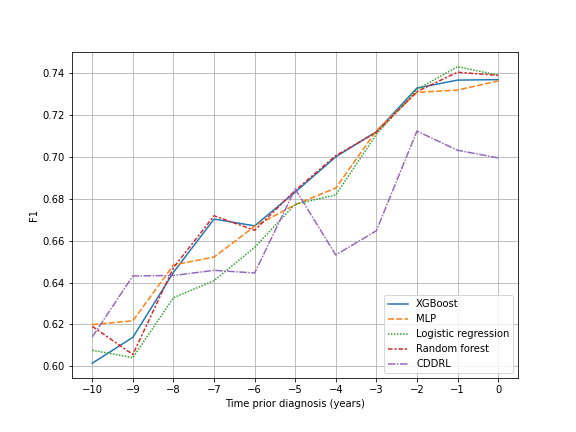 0.74
0.72
0.70
0.68
0.66
0.64
0.62
0.60
F1
XGBoost
MLP
Logistic regression
Random forest
CDDRL
−10 −9 −8 −7 −6 −5 −4 −3 −2 −1 0
Time prior diagnosis (years)